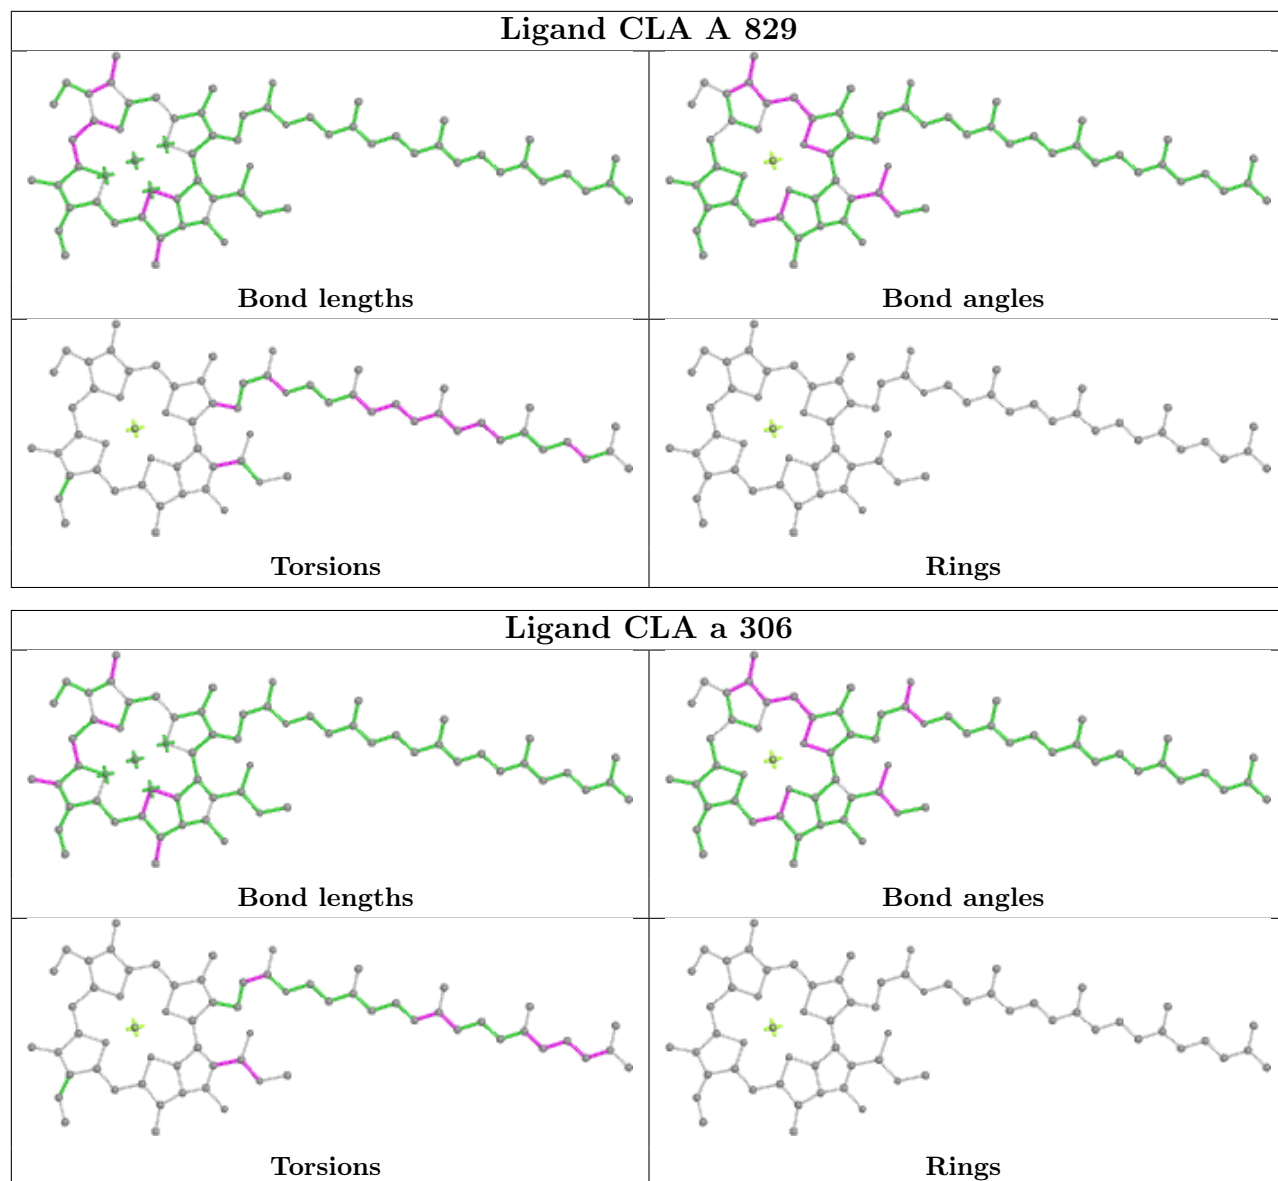 Ligand CLA A 829
Bond lengths
Bond angles
Torsions
Rings
Ligand CLA a 306
Bond lengths
Bond angles
Torsions
Rings